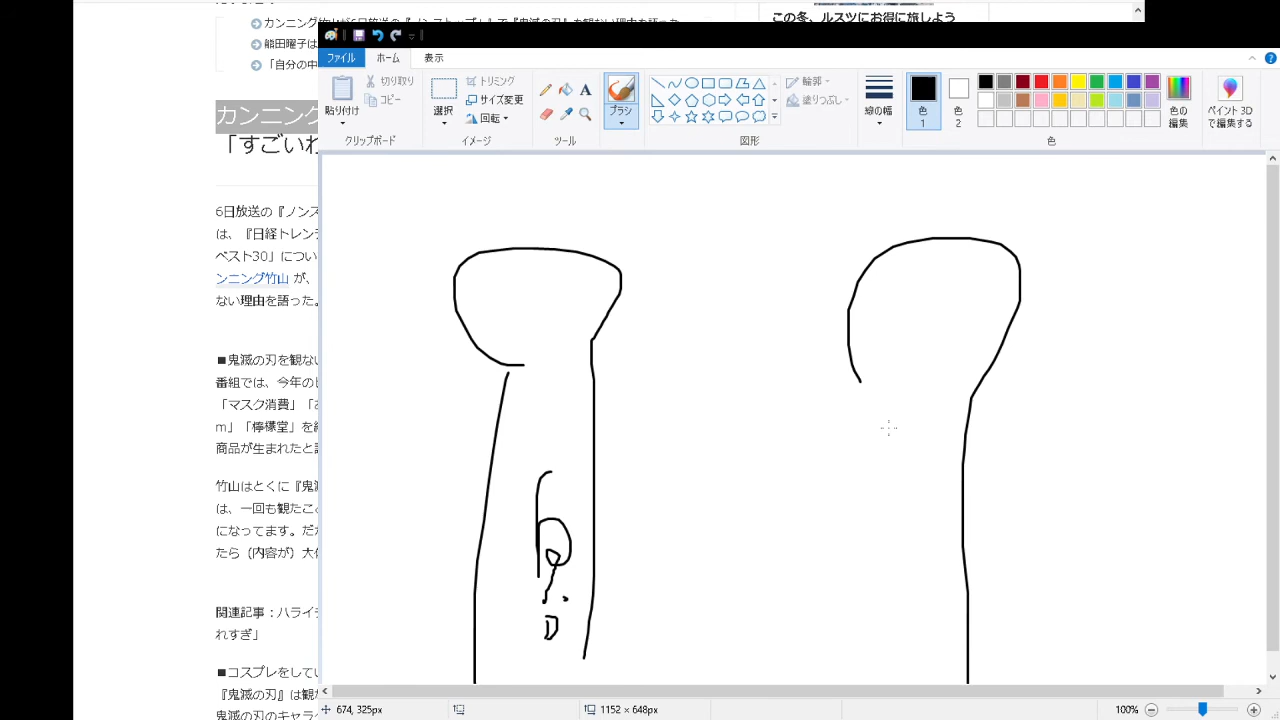 カンニング竹山が6日放送の『ノンストップ』で『鬼滅の刃』を観ない理由を語った
熊田曜子は
「自分の中
この冬、ルスツにお得に旅しよう
カンニング
「すごいわ
6日放送の『ノンス
は、『日経トレンデ
ベスト30」につい
ンニング竹山 が、
ない理由を語った。
■鬼滅の刃を観ない
番組では、今年のヒ
「マスク消費」「あ
m」「檸檬堂」を紹
商品が生まれたと説
竹山はとくに『鬼滅
は、一回も観たこと
になってます。だか
たら（内容が）大体
関連記事：ハライチ
れすぎ」
■コスプレをしてい
『鬼滅の刃』は観
鬼滅の刃のキャラク
ファイル ホーム 表示
貼り付け 切り取り コピー
クリップボード
選択 トリミング サイズ変更 回転
イメージ
A
ツール
ブラシ
輪郭 塗りつぶし
図形
線の幅
色 1
色 2
色の 編集
ペイント 3D で編集する
色
674, 325px
1152 × 648px
100%